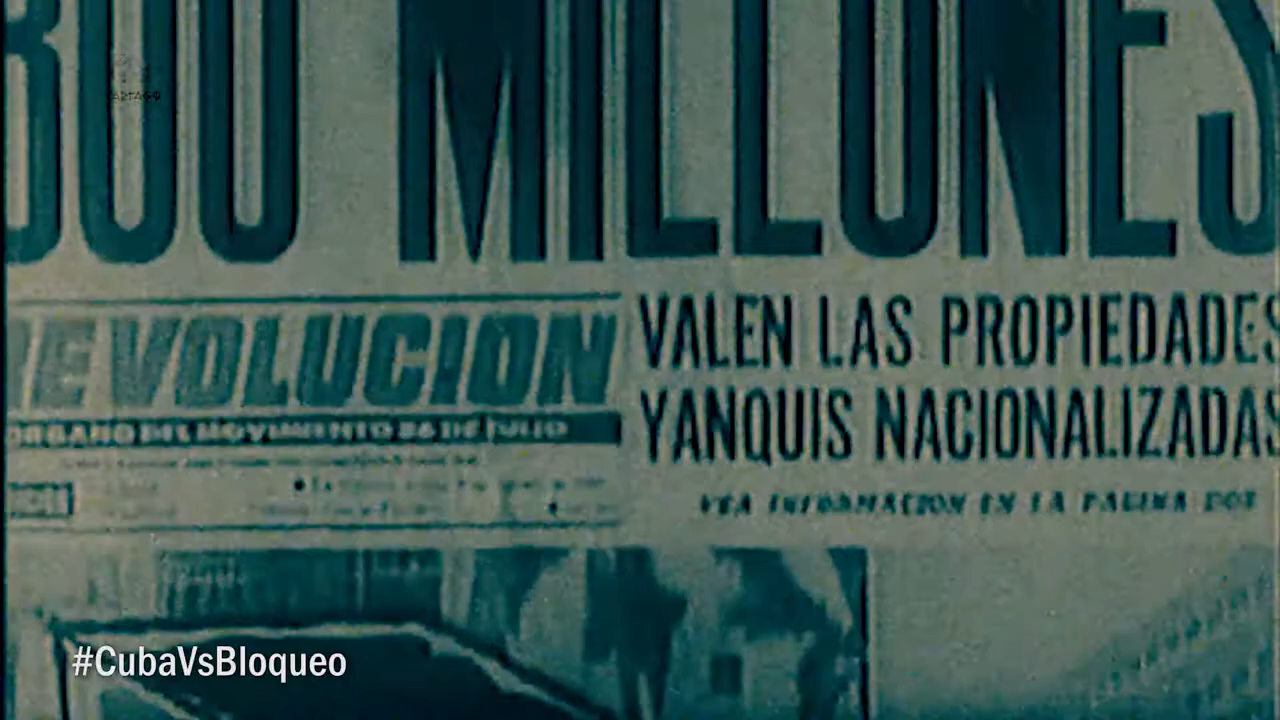 800 MILLONES
REVOLUCION
ORGANO DEL MOVIMIENTO 26 DE JULIO
VALEN LAS PROPIEDADES
YANQUIS NACIONALIZADAS
VEA INFORMACION EN LA PAGINA DOS
#CubaVsBloqueo